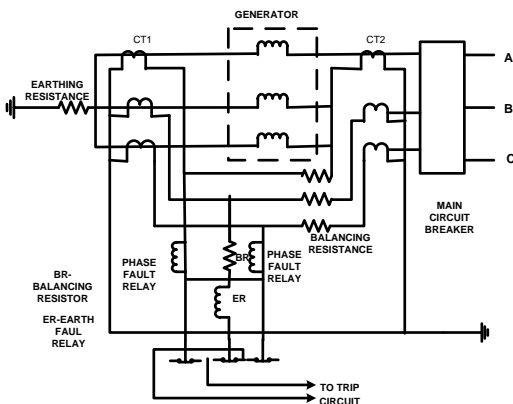 GENERATOR
CT1
CT2
A
EARTHING
RESISTANCE
B
C
MAIN
CIRCUIT
BREAKER
BALANCING
RESISTANCE
PHASE
FAULT
RELAY
BR
PHASE
FAULT
RELAY
ER
BR-
BALANCING
RESISTOR
ER-EARTH
FAUL
RELAY
TO TRIP
CIRCUIT